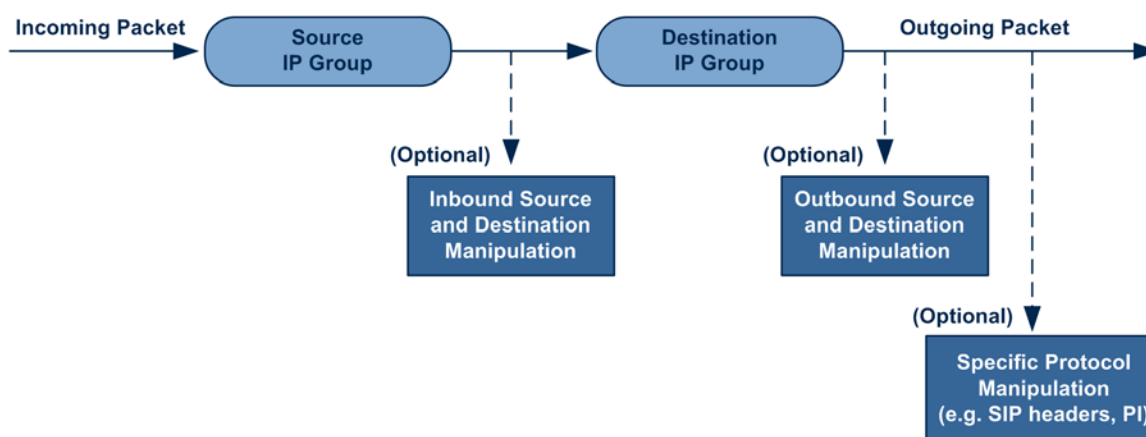 Incoming Packet
Source
IP Group
Destination
IP Group
Outgoing Packet
(Optional)
Inbound Source
and Destination
Manipulation
(Optional)
Outbound Source
and Destination
Manipulation
(Optional)
Specific Protocol
Manipulation
(e.g. SIP headers, PI)